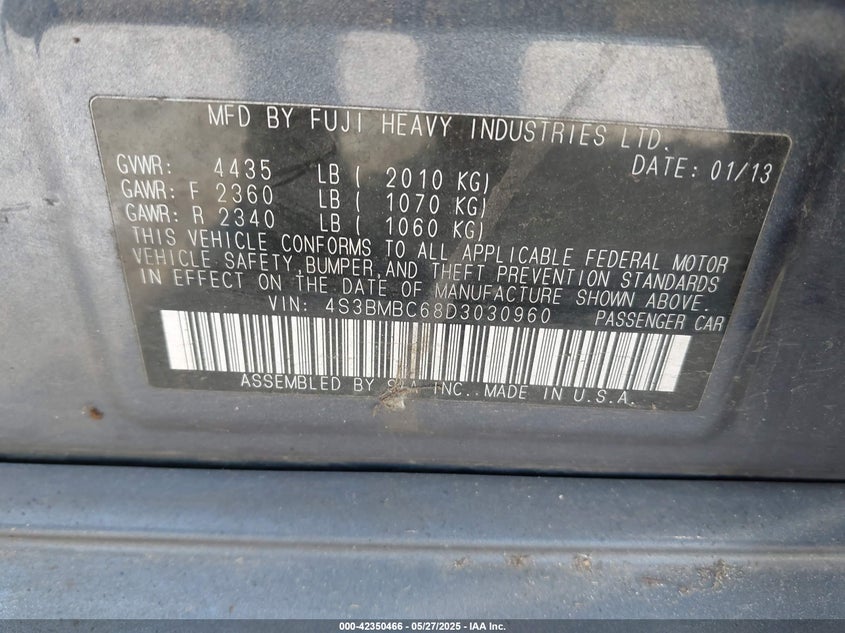 MFD BY FUJI HEAVY INDUSTRIES LTD.
DATE: 01/13
GVWR: 4435 LB ( 2010 KG)
GAWR: F 2360 LB ( 1070 KG)
GAWR: R 2340 LB ( 1060 KG)
THIS VEHICLE CONFORMS TO ALL APPLICABLE FEDERAL MOTOR
VEHICLE SAFETY,BUMPER,AND THEFT PREVENTION STANDARDS
IN EFFECT ON THE DATE OF MANUFACTURE SHOWN ABOVE.
VIN: 4S3BMBC68D3030960 PASSENGER CAR
ASSEMBLED BY INC. MADE IN U.S.A.
000-42350466 - 05/27/2025 - IAA Inc.